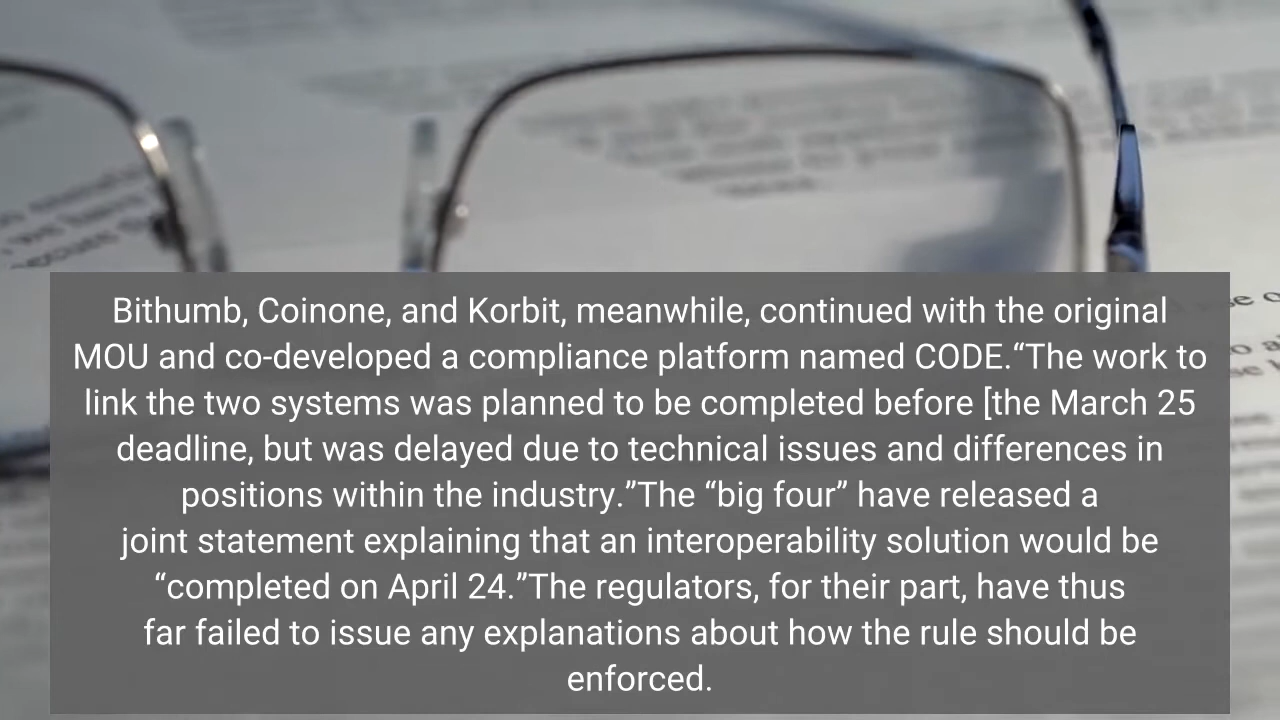 Bithumb, Coinone, and Korbit, meanwhile, continued with the original
MOU and co-developed a compliance platform named CODE.“The work to
link the two systems was planned to be completed before [the March 25
deadline, but was delayed due to technical issues and differences in
positions within the industry.”The “big four” have released a
joint statement explaining that an interoperability solution would be
“completed on April 24.”The regulators, for their part, have thus
far failed to issue any explanations about how the rule should be
enforced.